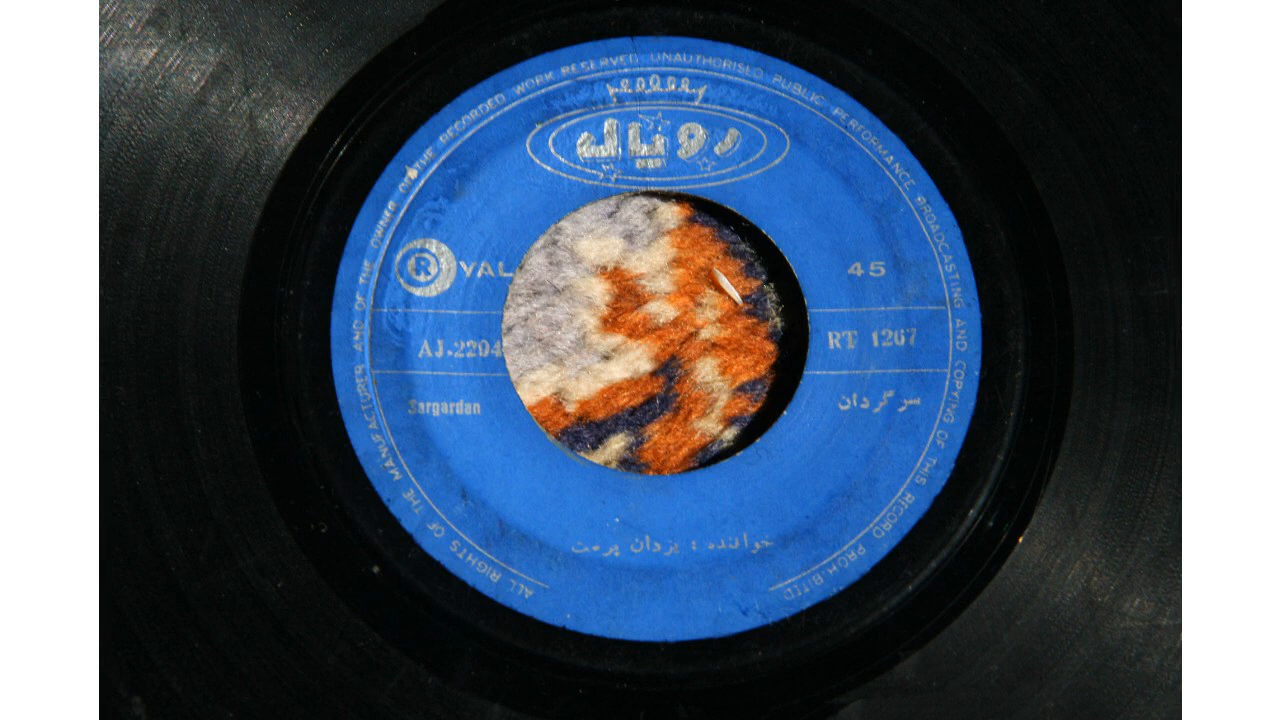 ALL RIGHTS OF THE MANUFACTURER AND OF THE OWNER OF THE RECORDED WORK RESERVED. UNAUTHORISED PUBLIC PERFORMANCE BROADCASTING AND COPYING OF THIS RECORD PROHIBITED
رویال
ROYAL
45
AJ-2294
RT 1267
Sargardan
سرگردان
خواننده : یزدان پرست